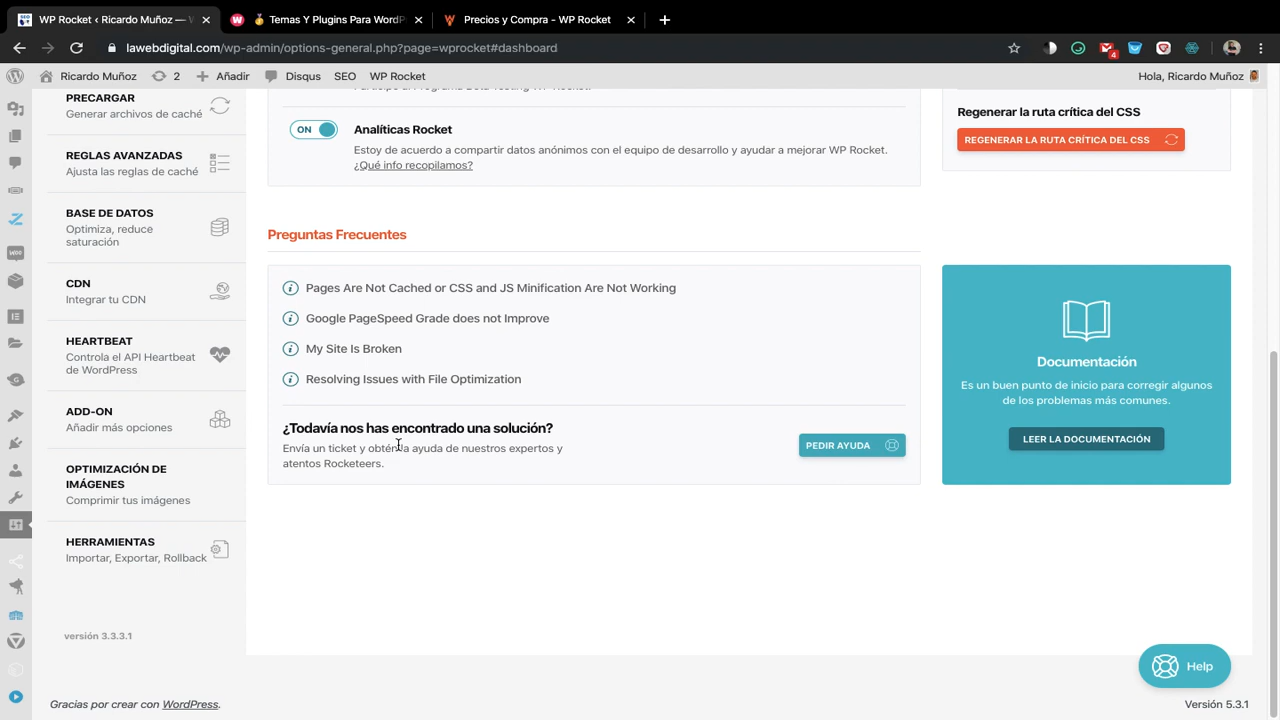 WP Rocket ‹ Ricardo Muñoz — W
🥇 Temas Y Plugins Para WordP
Precios y Compra - WP Rocket
lawebdigital.com/wp-admin/options-general.php?page=wprocket#dashboard
4
Ricardo Muñoz
2
Añadir
Disqus
SEO
WP Rocket
Hola, Ricardo Muñoz
PRECARGAR
Generar archivos de caché
REGLAS AVANZADAS
Ajusta las reglas de caché
BASE DE DATOS
Optimiza, reduce
saturación
CDN
Integrar tu CDN
HEARTBEAT
Controla el API Heartbeat
de WordPress
ADD-ON
Añadir más opciones
OPTIMIZACIÓN DE
IMÁGENES
Comprimir tus imágenes
HERRAMIENTAS
Importar, Exportar, Rollback
versión 3.3.3.1
ON
Analíticas Rocket
Estoy de acuerdo a compartir datos anónimos con el equipo de desarrollo y ayudar a mejorar WP Rocket.
¿Qué info recopilamos?
Regenerar la ruta crítica del CSS
REGENERAR LA RUTA CRÍTICA DEL CSS
Preguntas Frecuentes
Pages Are Not Cached or CSS and JS Minification Are Not Working
Google PageSpeed Grade does not Improve
My Site Is Broken
Resolving Issues with File Optimization
¿Todavía nos has encontrado una solución?
Envía un ticket y obtén la ayuda de nuestros expertos y
atentos Rocketeers.
PEDIR AYUDA
Documentación
Es un buen punto de inicio para corregir algunos
de los problemas más comunes.
LEER LA DOCUMENTACIÓN
Help
Gracias por crear con WordPress.
Versión 5.3.1